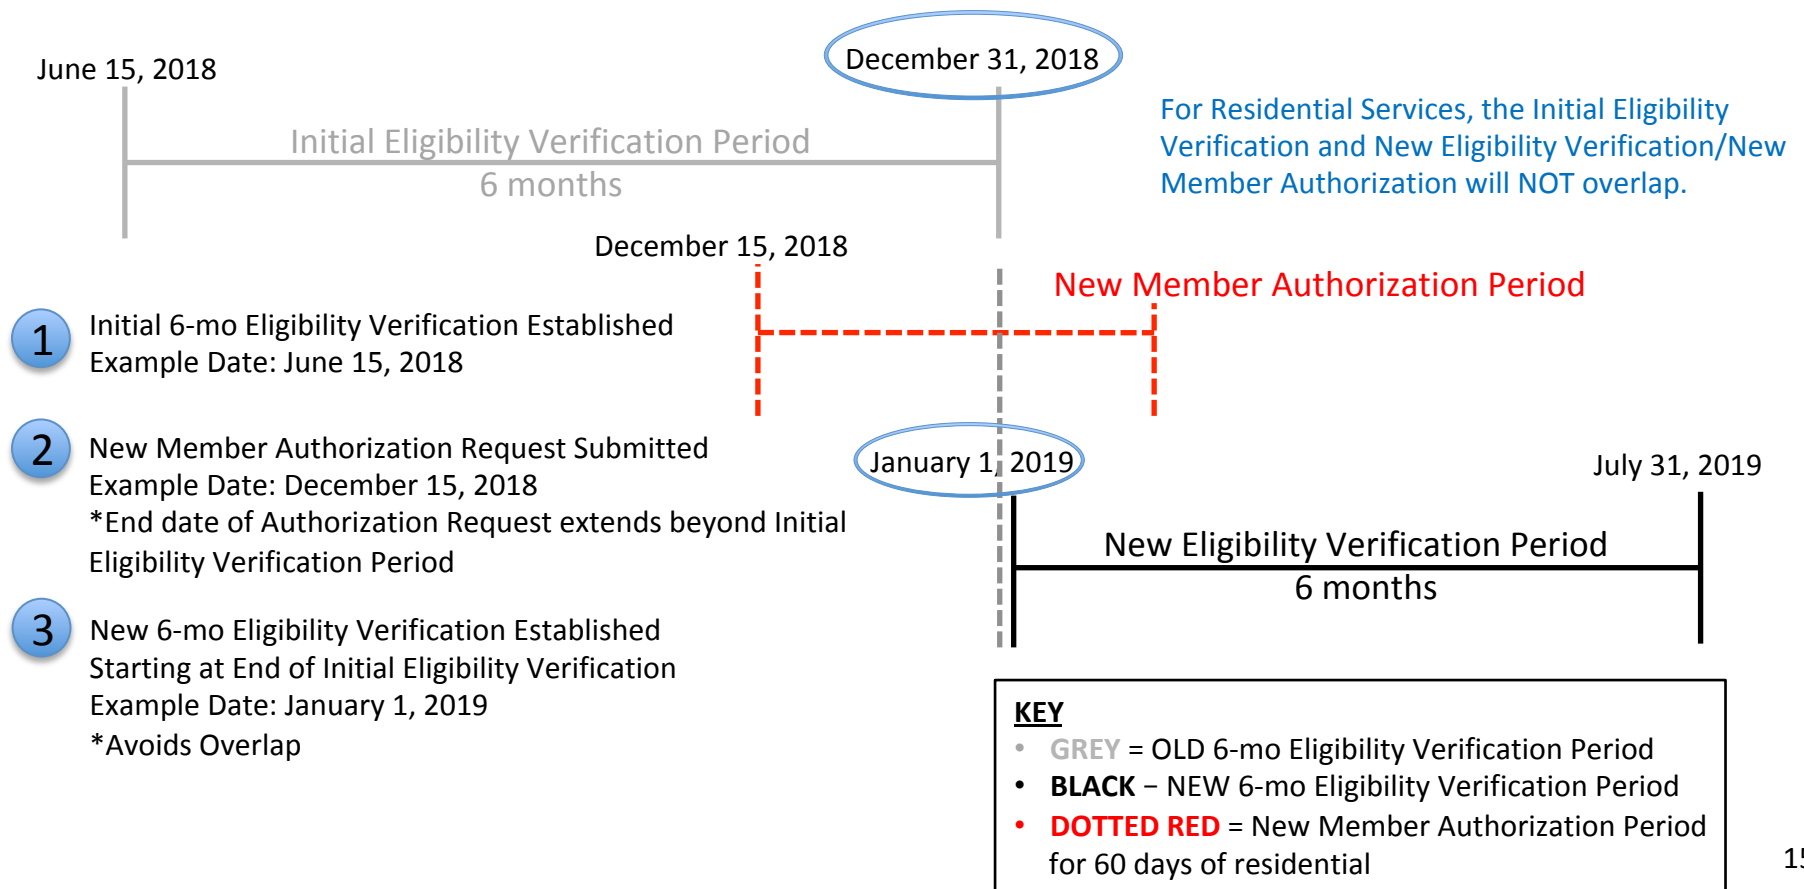 June 15, 2018
December 31, 2018
Initial Eligibility Verification Period
6 months
For Residential Services, the Initial Eligibility
Verification and New Eligibility Verification/New
Member Authorization will NOT overlap.
December 15, 2018
New Member Authorization Period
1
Initial 6-mo Eligibility Verification Established
Example Date: June 15, 2018
2
New Member Authorization Request Submitted
Example Date: December 15, 2018
*End date of Authorization Request extends beyond Initial
Eligibility Verification Period
January 1, 2019
July 31, 2019
New Eligibility Verification Period
6 months
3
New 6-mo Eligibility Verification Established
Starting at End of Initial Eligibility Verification
Example Date: January 1, 2019
*Avoids Overlap
KEY
• GREY = OLD 6-mo Eligibility Verification Period
• BLACK – NEW 6-mo Eligibility Verification Period
• DOTTED RED = New Member Authorization Period
for 60 days of residential
15